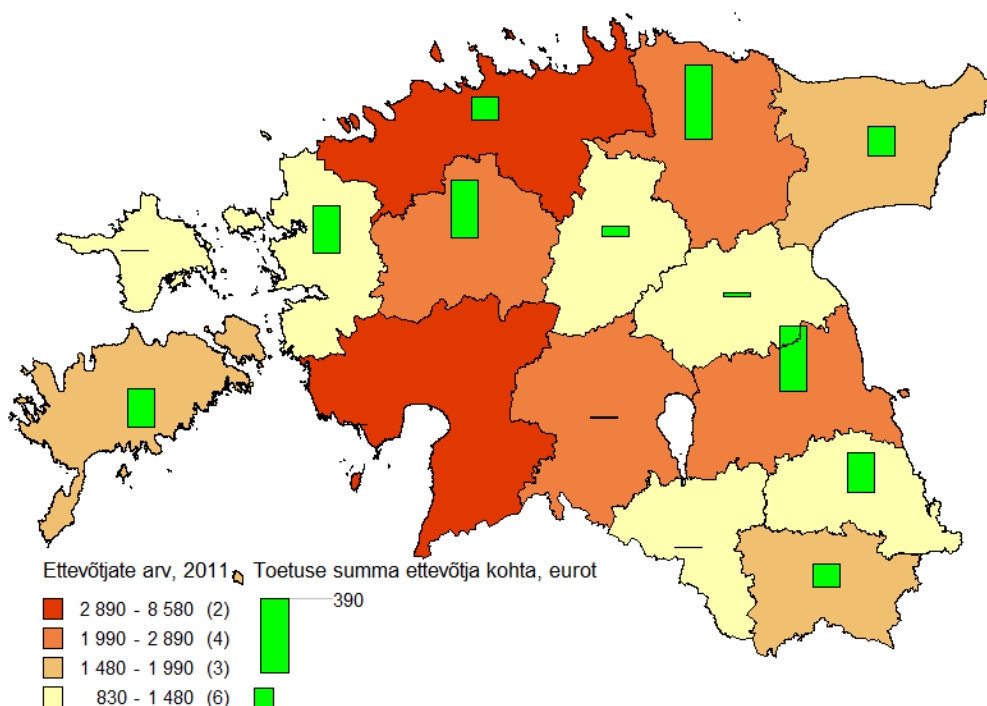 Ettevõtjate arv, 2011 Toetuse summa ettevõtja kohta, eurot
390
2 890 - 8 580 (2)
1 990 - 2 890 (4)
1 480 - 1 990 (3)
830 - 1 480 (6)